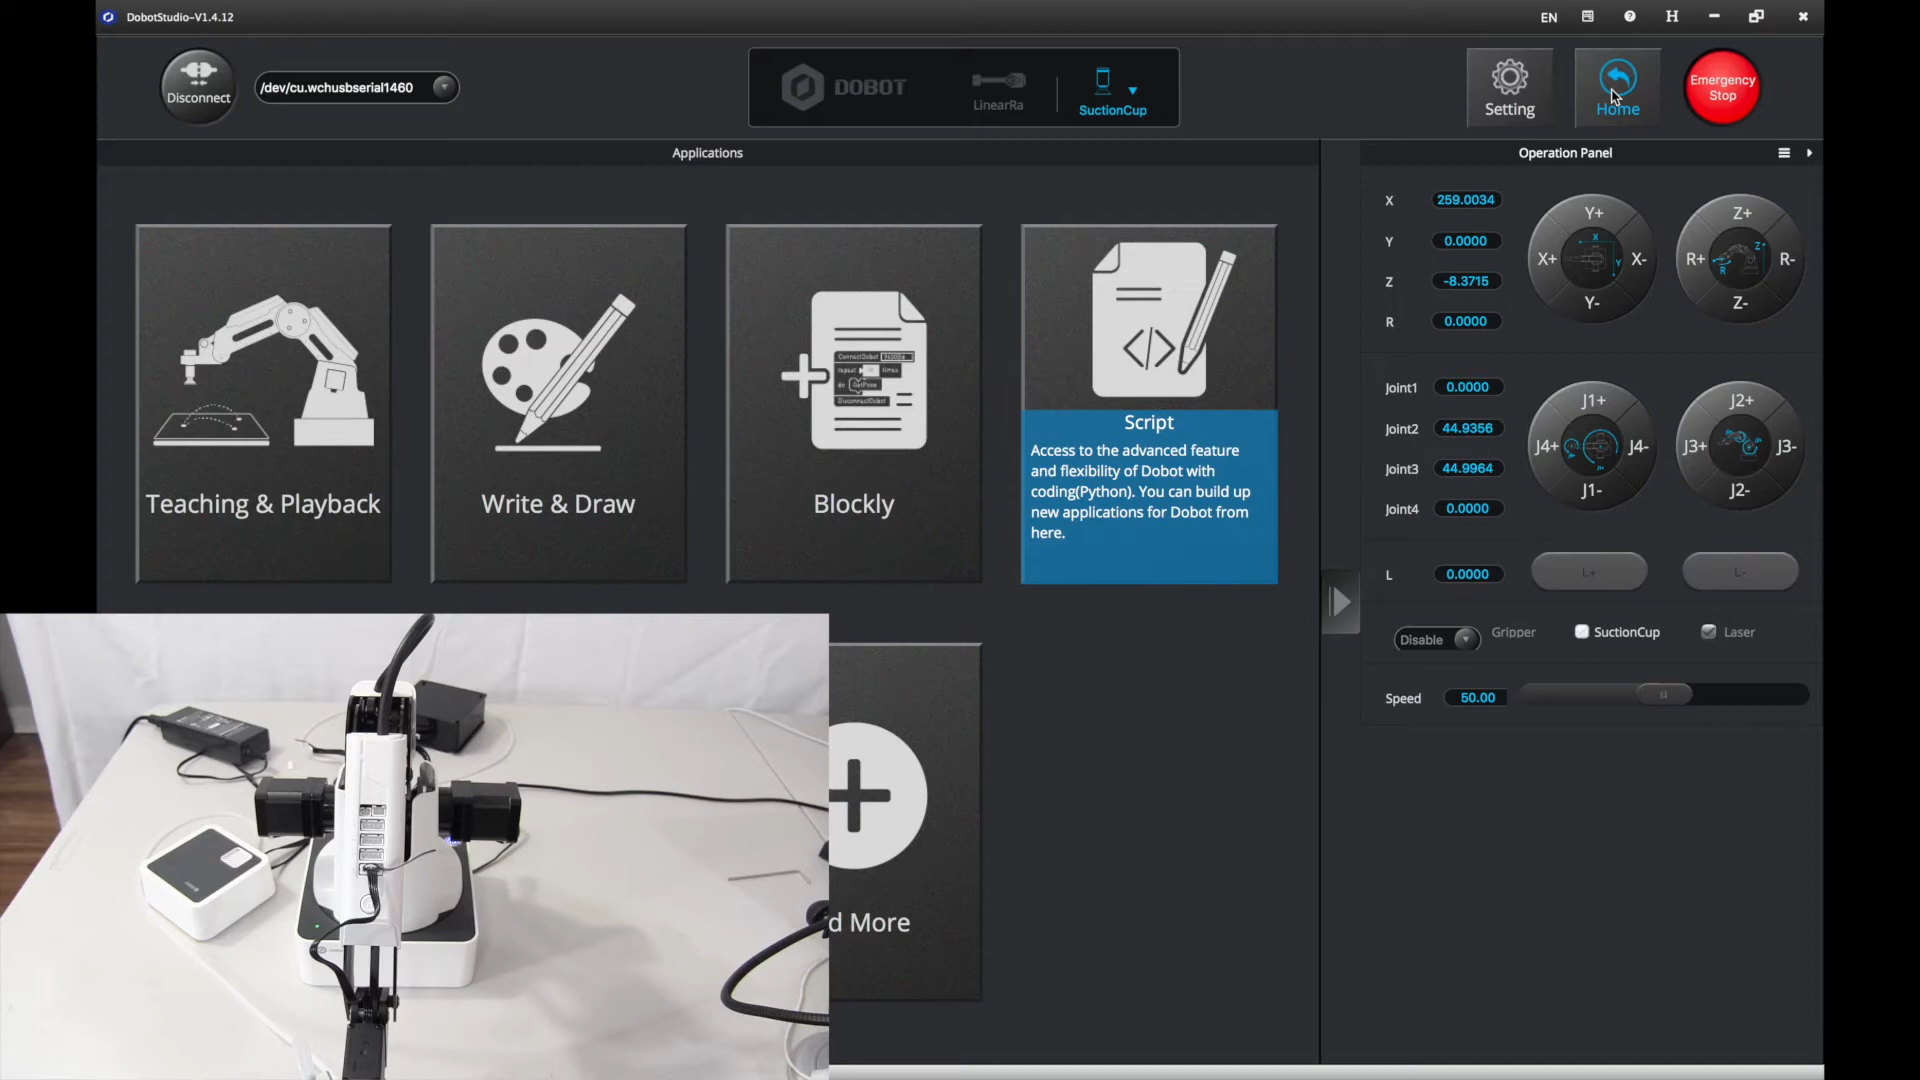 DobotStudio-V1.4.12
EN
H
Disconnect
/dev/cu.wchusbserial1460
DOBOT
LinearRa
SuctionCup
Setting
Home
Emergency
Stop
Applications
Operation Panel
Teaching & Playback
Write & Draw
Blockly
Script
Access to the advanced feature
and flexibility of Dobot with
coding(Python). You can build up
new applications for Dobot from
here.
d More
X 259.0034
Y 0.0000
Z -8.3715
R 0.0000
Y+
X+ X-
Y-
Z+
R+ R-
Z-
Joint1 0.0000
Joint2 44.9356
Joint3 44.9964
Joint4 0.0000
J1+
J4+ J4-
J1-
J2+
J3+ J3-
J2-
L 0.0000 L+ L-
Disable Gripper SuctionCup Laser
Speed 50.00